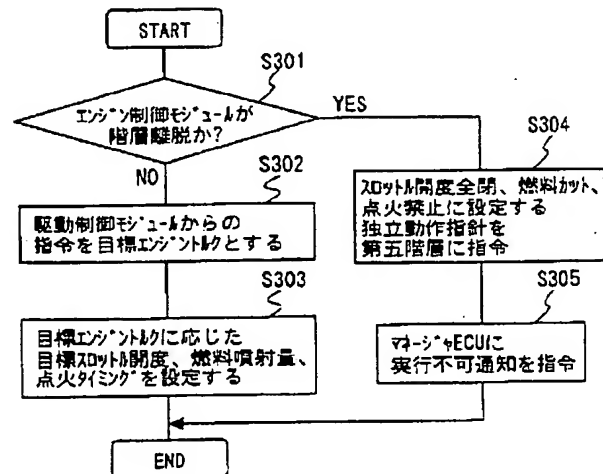 START
S301
エンジン制御モジュールが
階層離脱か?
YES
NO
S302
駆動制御モジュールからの
指令を目標エンジントルクとする
S303
目標エンジントルクに応じた
目標スロットル開度、燃料噴射量、
点火タイミングを設定する
S304
スロットル開度全閉、燃料カット、
点火禁止に設定する
独立動作指針を
第五階層に指令
S305
マネージャECUに
実行不可通知を指令
END